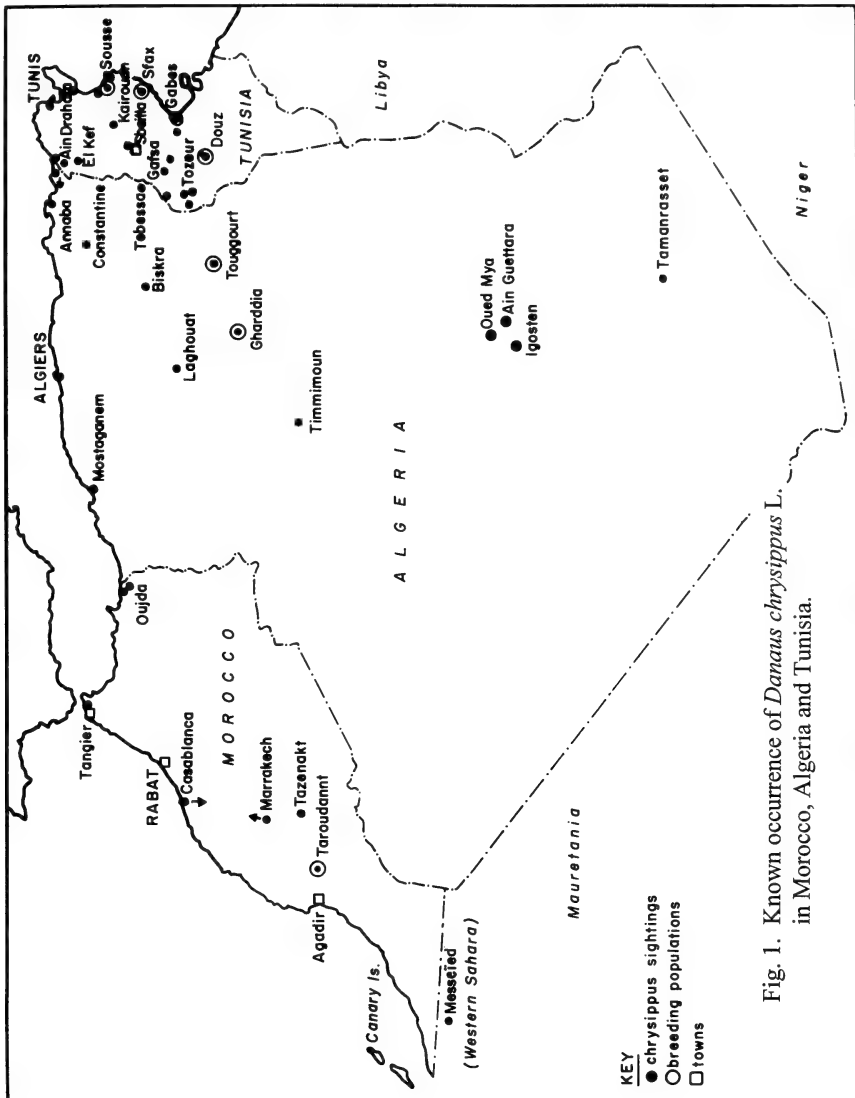 TUNIS
Sousse
Sfax
Gabes
Ain Drahara
El Kef
Kairouan
Sbeitla
Gafsa
Tozeur
Douz
TUNISIA
Libya
Annaba
Constantine
Tebessa
Biskra
Touggourt
Ghardaia
Laghouat
ALGIERS
Mostaganem
Timmimoun
Oued Mya
Ain Guettara
Igosten
Tamanrasset
Niger
ALGERIA
Oujda
Tangier
RABAT
Casablanca
MOROCCO
Marrakech
Tazenakt
Taroudannt
Agadir
Canary Is.
Messeied
(Western Sahara)
Mauretania
KEY
chrysippus sightings
breeding populations
towns
Fig. 1. Known occurrence of Danaus chrysippus L.
in Morocco, Algeria and Tunisia.